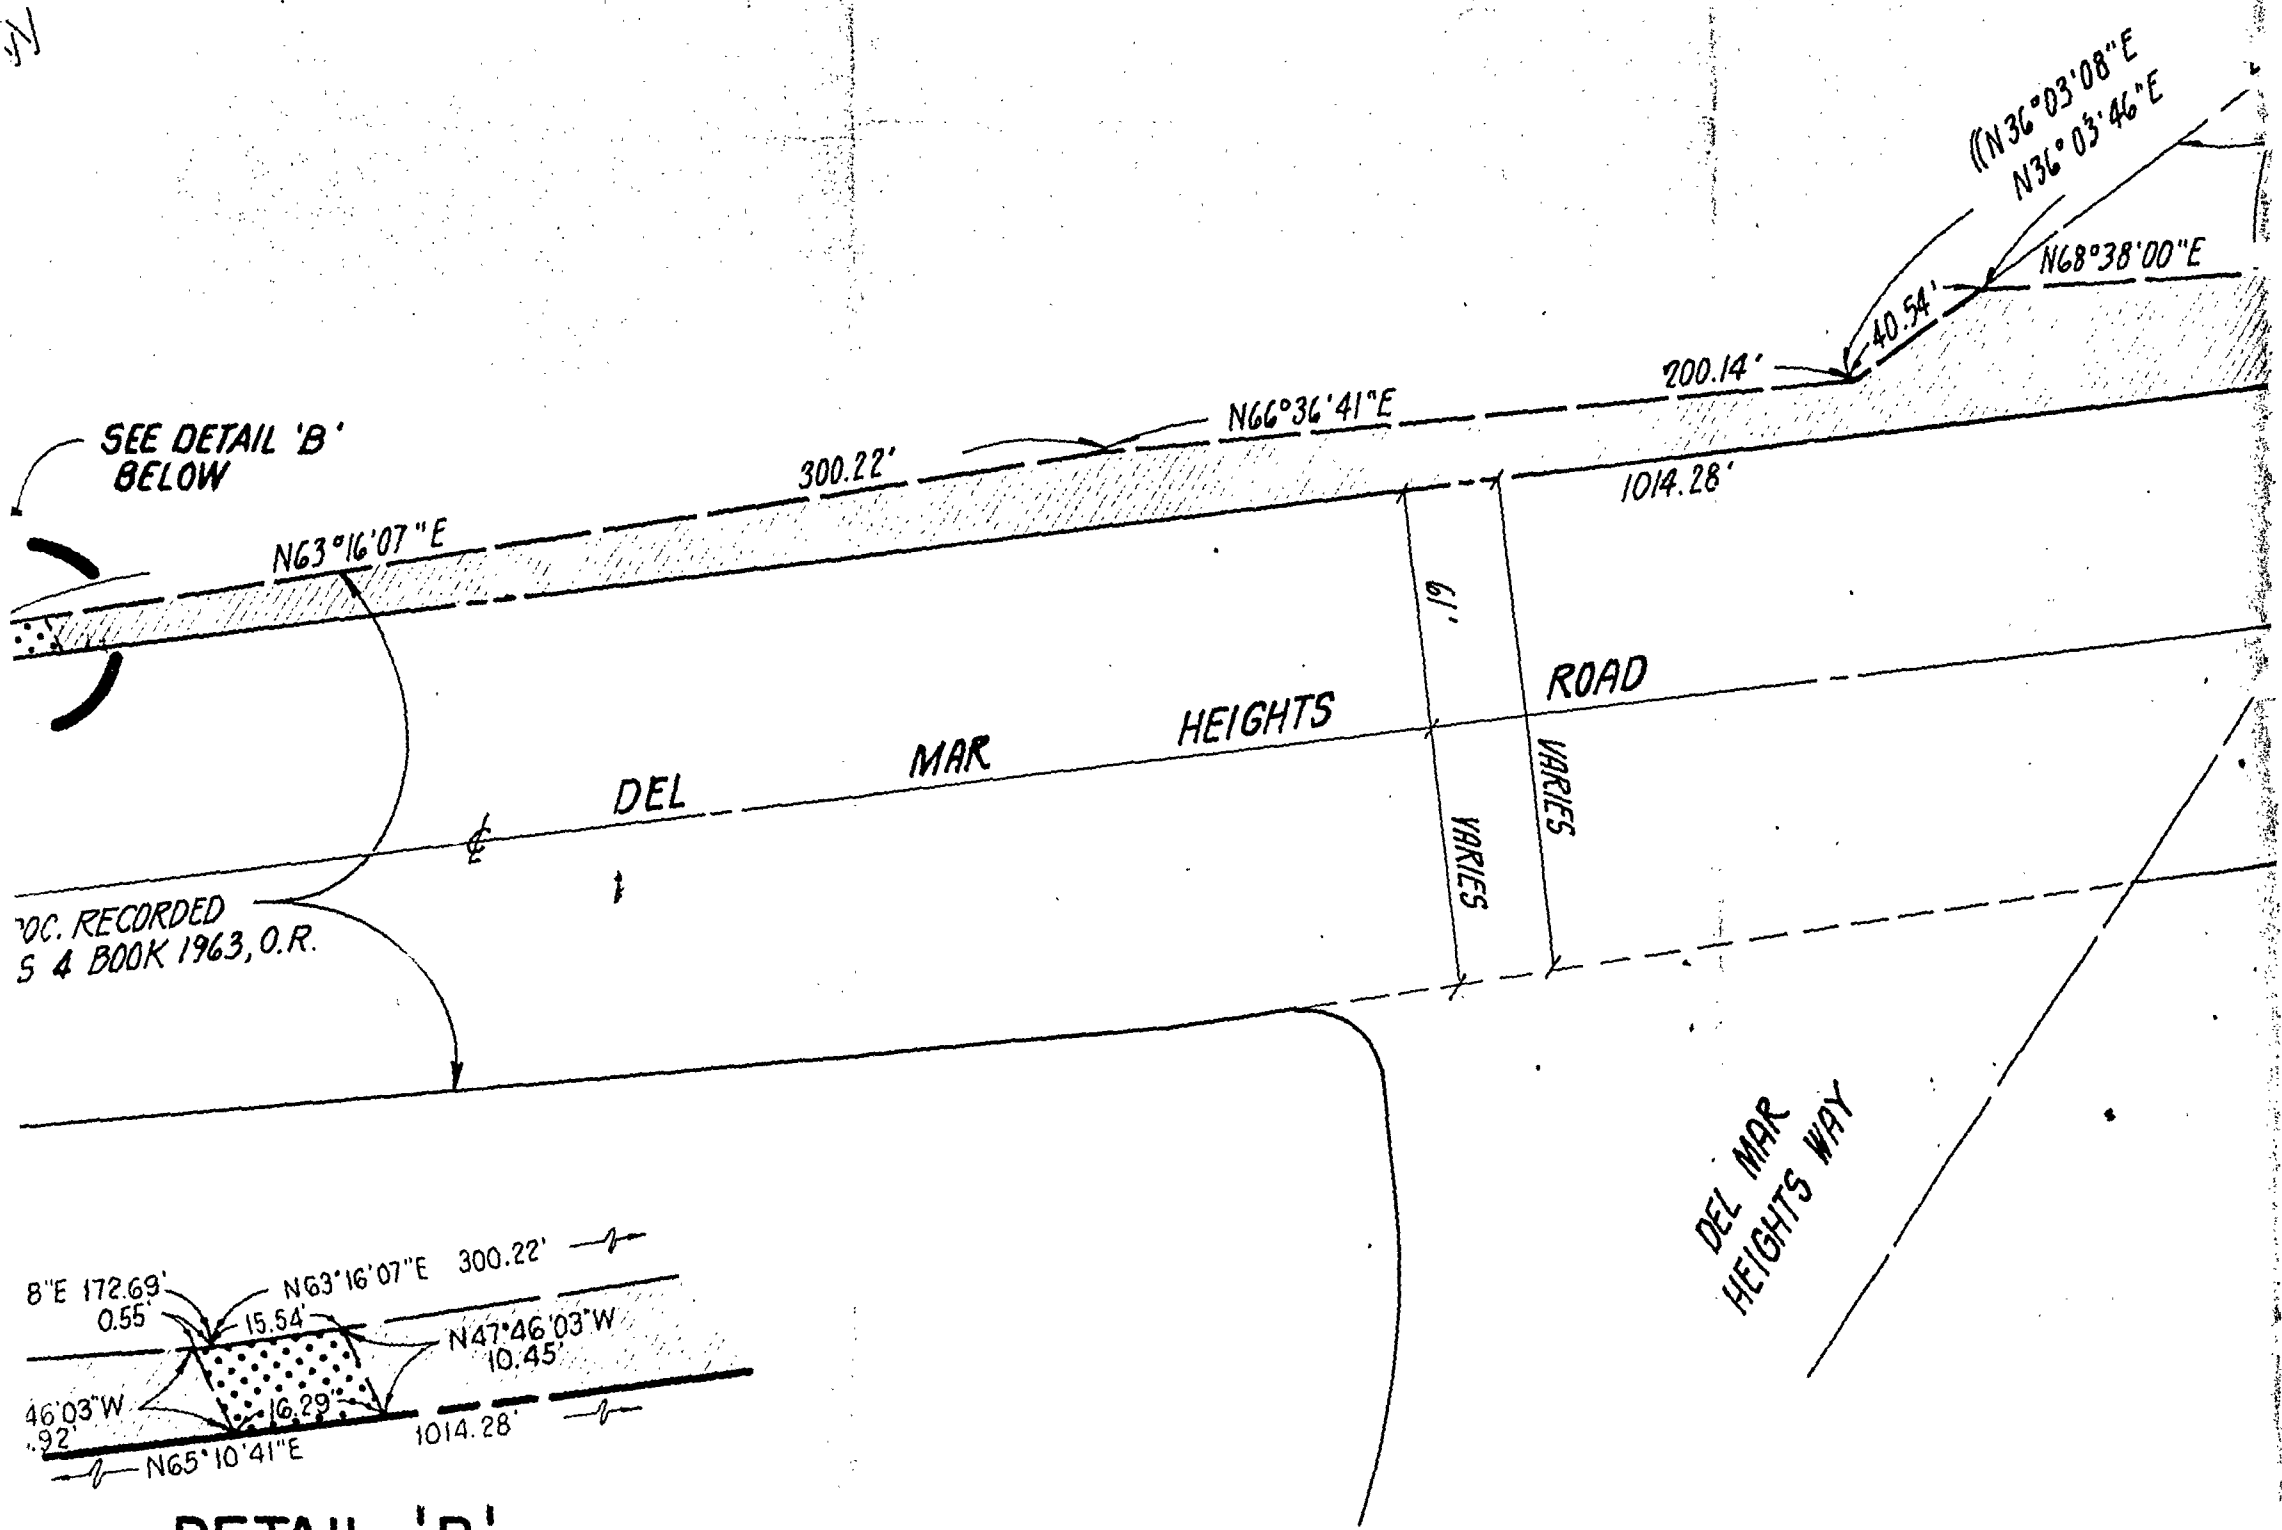 ((N36°03'08"E
N36°03'46"E
N68°38'00"E
40.54'
200.14'
N66°36'41"E
300.22'
1014.28'
SEE DETAIL 'B'
BELOW
N63°16'07"E
61'
VARIES
VARIES
DEL MAR HEIGHTS ROAD
℄
OC. RECORDED
S 4 BOOK 1963, O.R.
DEL MAR
HEIGHTS WAY
8"E 172.69'
0.55'
N63°16'07"E 300.22'
15.54'
N47°46'03"W
10.45'
46'03"W
.92'
16.29'
1014.28'
N65°10'41"E
DETAIL 'B'